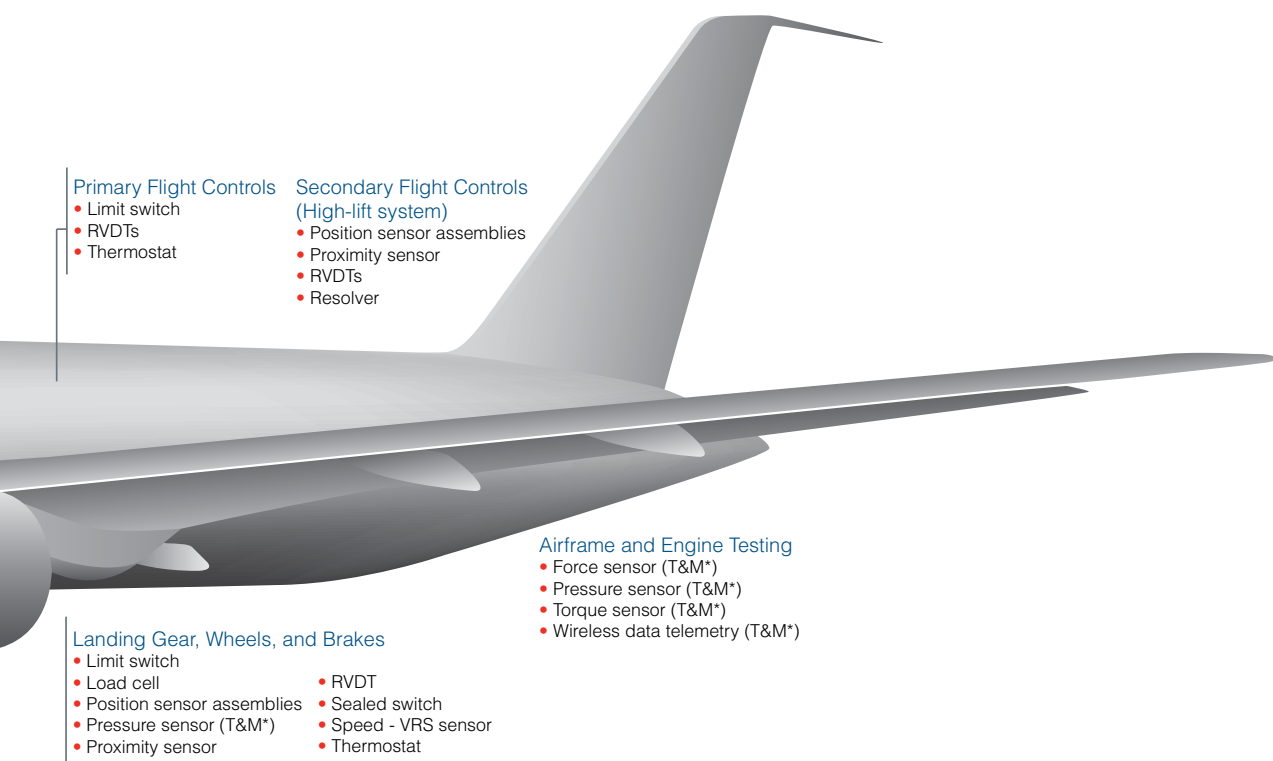 Primary Flight Controls
• Limit switch
• RVDTs
• Thermostat
Secondary Flight Controls
(High-lift system)
• Position sensor assemblies
• Proximity sensor
• RVDTs
• Resolver
Airframe and Engine Testing
• Force sensor (T&M*)
• Pressure sensor (T&M*)
• Torque sensor (T&M*)
• Wireless data telemetry (T&M*)
Landing Gear, Wheels, and Brakes
• Limit switch
• Load cell
• Position sensor assemblies
• Pressure sensor (T&M*)
• Proximity sensor
• RVDT
• Sealed switch
• Speed - VRS sensor
• Thermostat